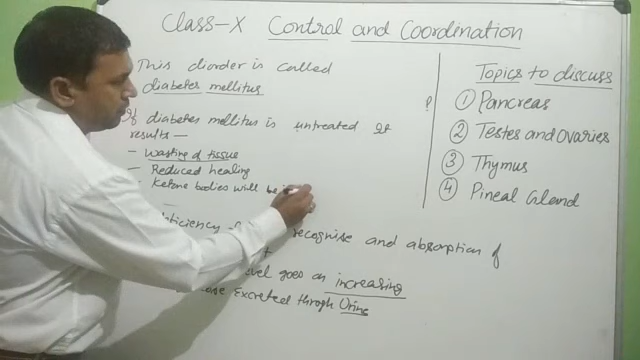 Class-X Control and Coordination
This diorder is called
diabetes mellitus
If diabetes mellitus is untreated it
results —
— Wasting of tissue
— Reduced healing
Ketone bodies will be
recognise and absorption of
level goes on increasing
excreted throgh Urine
Topics to discuss
① Pancreas
② Testes and Ovaries
③ Thymus
④ Pineal Gland